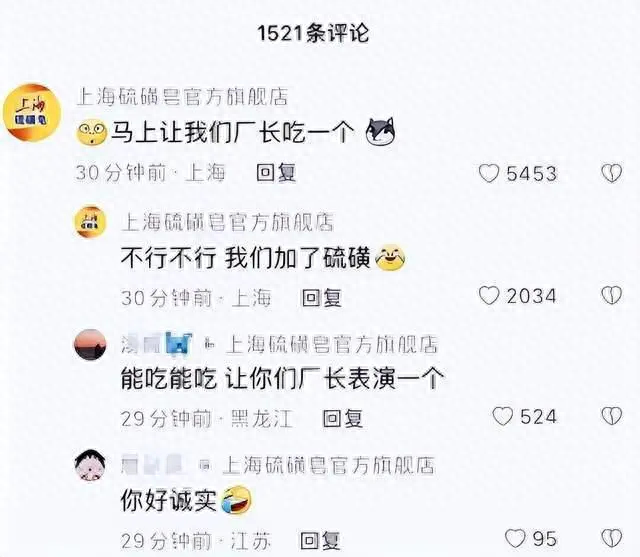 1521条评论
上海硫磺皂官方旗舰店
马上让我们厂长吃一个
30分钟前·上海 回复 5453
上海硫磺皂官方旗舰店
不行不行 我们加了硫磺
30分钟前·上海 回复 2034
上海硫磺皂官方旗舰店
能吃能吃 让你们厂长表演一个
29分钟前·黑龙江 回复 524
上海硫磺皂官方旗舰店
你好诚实
29分钟前·江苏 回复 95